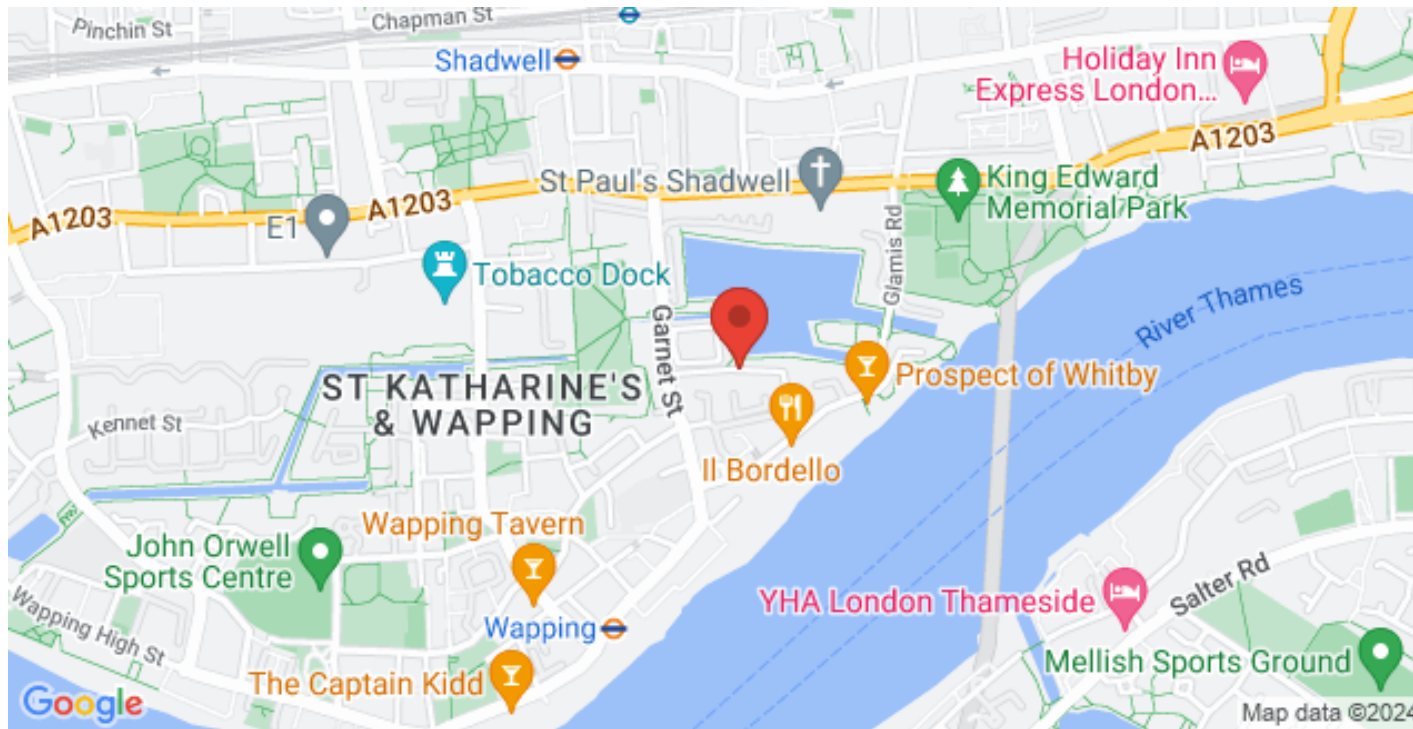 Pinchin St
Chapman St
Shadwell
Holiday Inn
Express London...
A1203
St Paul's Shadwell
King Edward
Memorial Park
A1203
A1203
E1
Glamis Rd
Tobacco Dock
River Thames
Garnet St
ST KATHARINE'S
& WAPPING
Prospect of Whitby
Kennet St
Il Bordello
Wapping Tavern
John Orwell
Sports Centre
Salter Rd
YHA London Thameside
Wapping High St
Wapping
Mellish Sports Ground
The Captain Kidd
Google
Map data ©2024